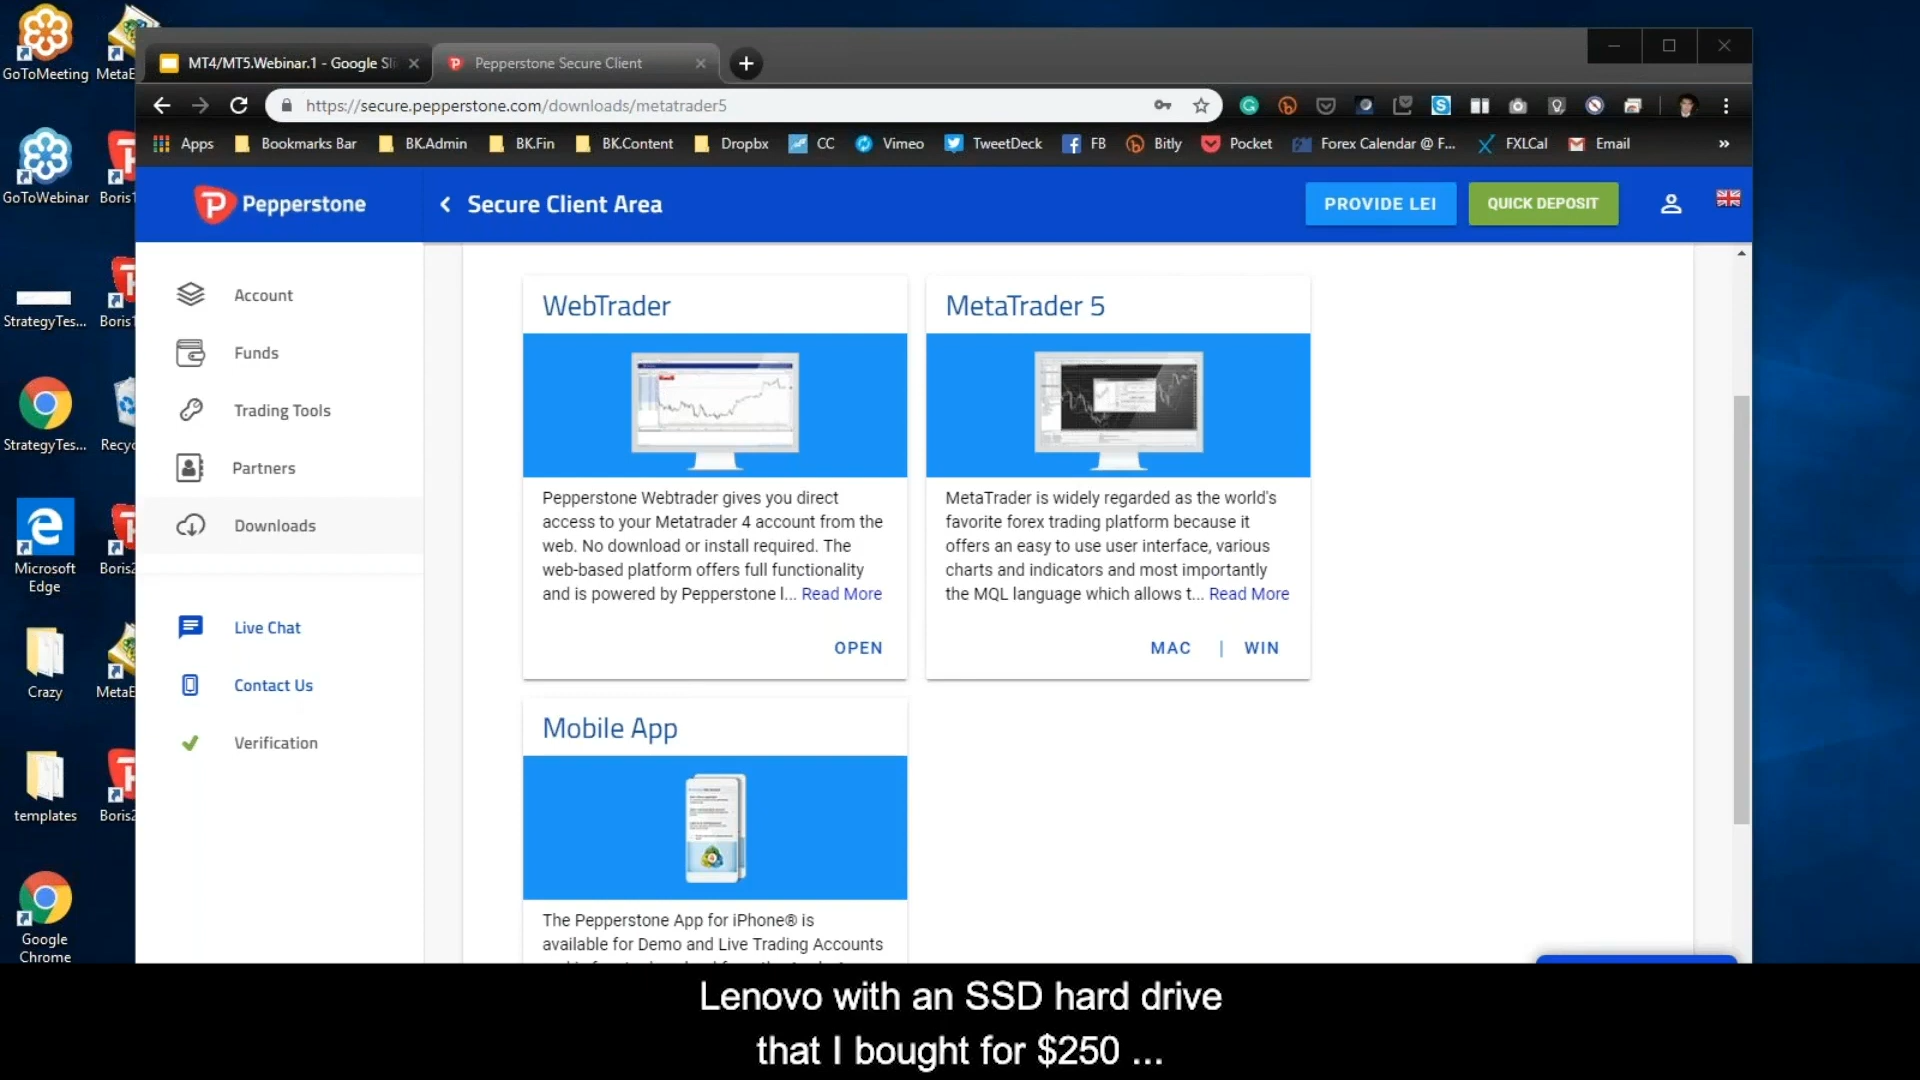 GoToMeeting
GoToWebinar
StrategyTes...
StrategyTes...
Microsoft
Edge
Crazy
templates
Google
Chrome
MT4/MT5.Webinar.1 - Google Sli
Pepperstone Secure Client
https://secure.pepperstone.com/downloads/metatrader5
Apps
Bookmarks Bar
BK.Admin
BK.Fin
BK.Content
Dropbx
CC
Vimeo
TweetDeck
FB
Bitly
Pocket
Forex Calendar @ F...
FXLCal
Email
Pepperstone
Secure Client Area
PROVIDE LEI
QUICK DEPOSIT
Account
Funds
Trading Tools
Partners
Downloads
Live Chat
Contact Us
Verification
WebTrader
Pepperstone Webtrader gives you direct
access to your Metatrader 4 account from the
web. No download or install required. The
web-based platform offers full functionality
and is powered by Pepperstone l... Read More
OPEN
MetaTrader 5
MetaTrader is widely regarded as the world's
favorite forex trading platform because it
offers an easy to use user interface, various
charts and indicators and most importantly
the MQL language which allows t... Read More
MAC | WIN
Mobile App
The Pepperstone App for iPhone® is
available for Demo and Live Trading Accounts
Lenovo with an SSD hard drive
that I bought for $250 ...